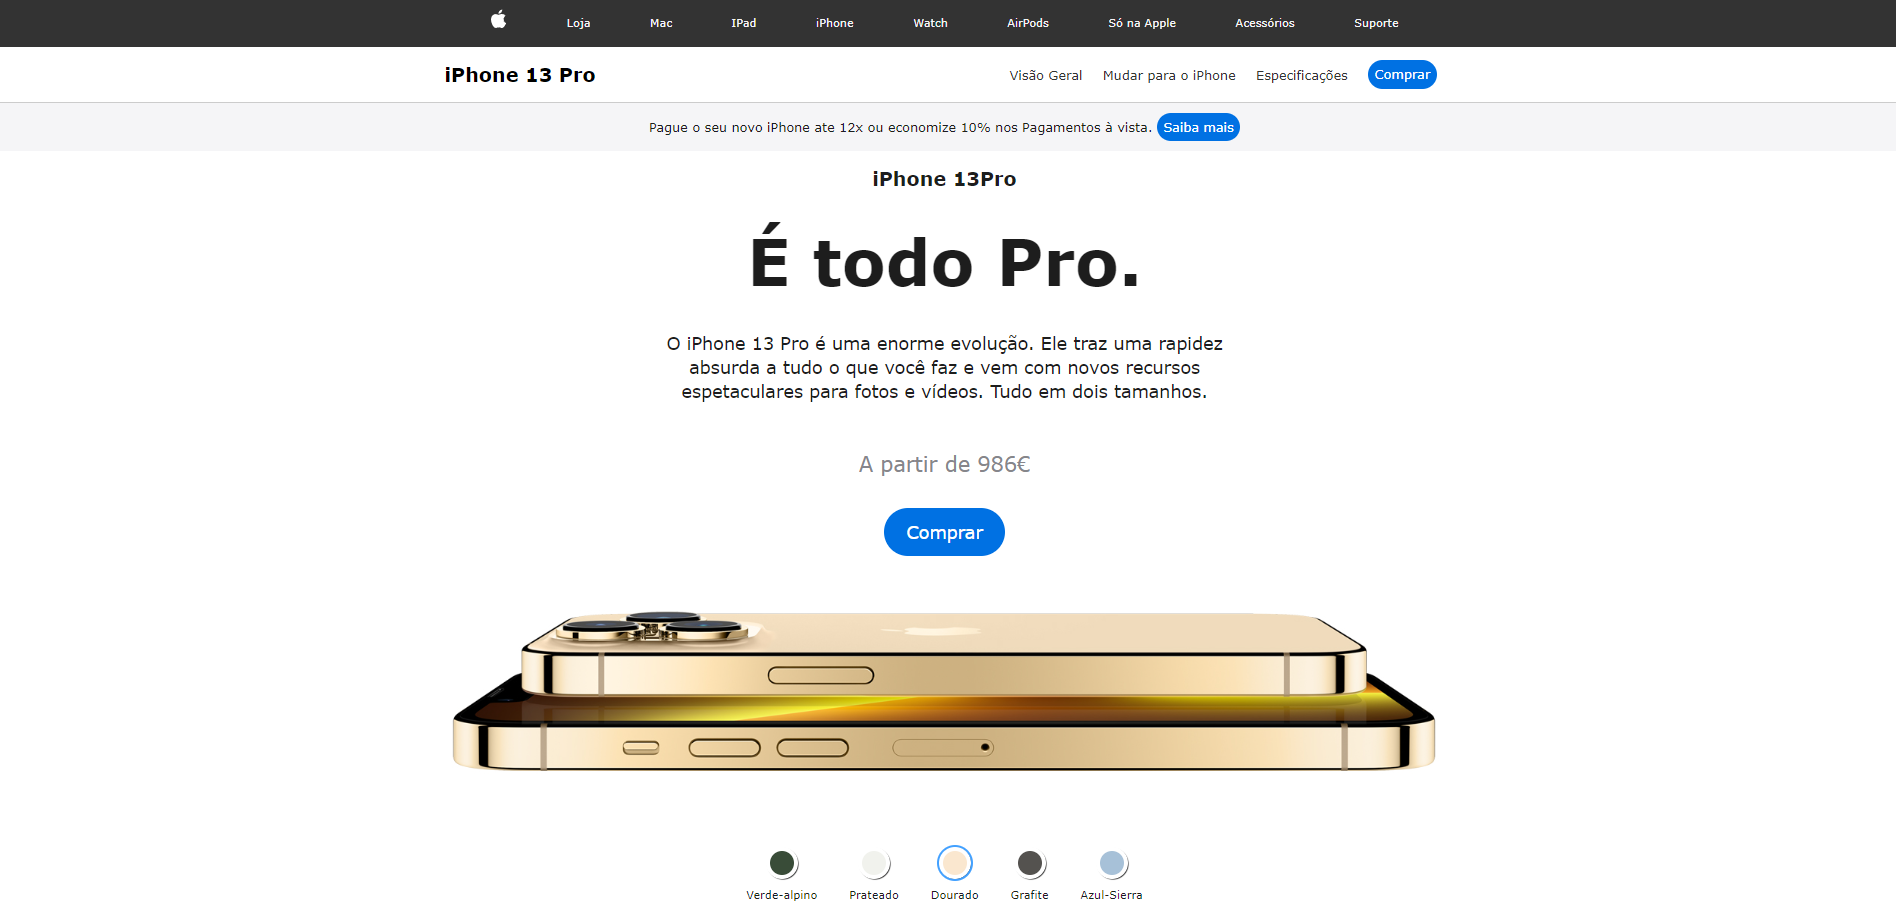 Loja Mac IPad iPhone Watch AirPods Só na Apple Acessórios Suporte
iPhone 13 Pro Visão Geral Mudar para o iPhone Especificações Comprar
Pague o seu novo iPhone ate 12x ou economize 10% nos Pagamentos à vista. Saiba mais
iPhone 13Pro
É todo Pro.
O iPhone 13 Pro é uma enorme evolução. Ele traz uma rapidez
absurda a tudo o que você faz e vem com novos recursos
espetaculares para fotos e vídeos. Tudo em dois tamanhos.
A partir de 986€
Comprar
Verde-alpino Prateado Dourado Grafite Azul-Sierra